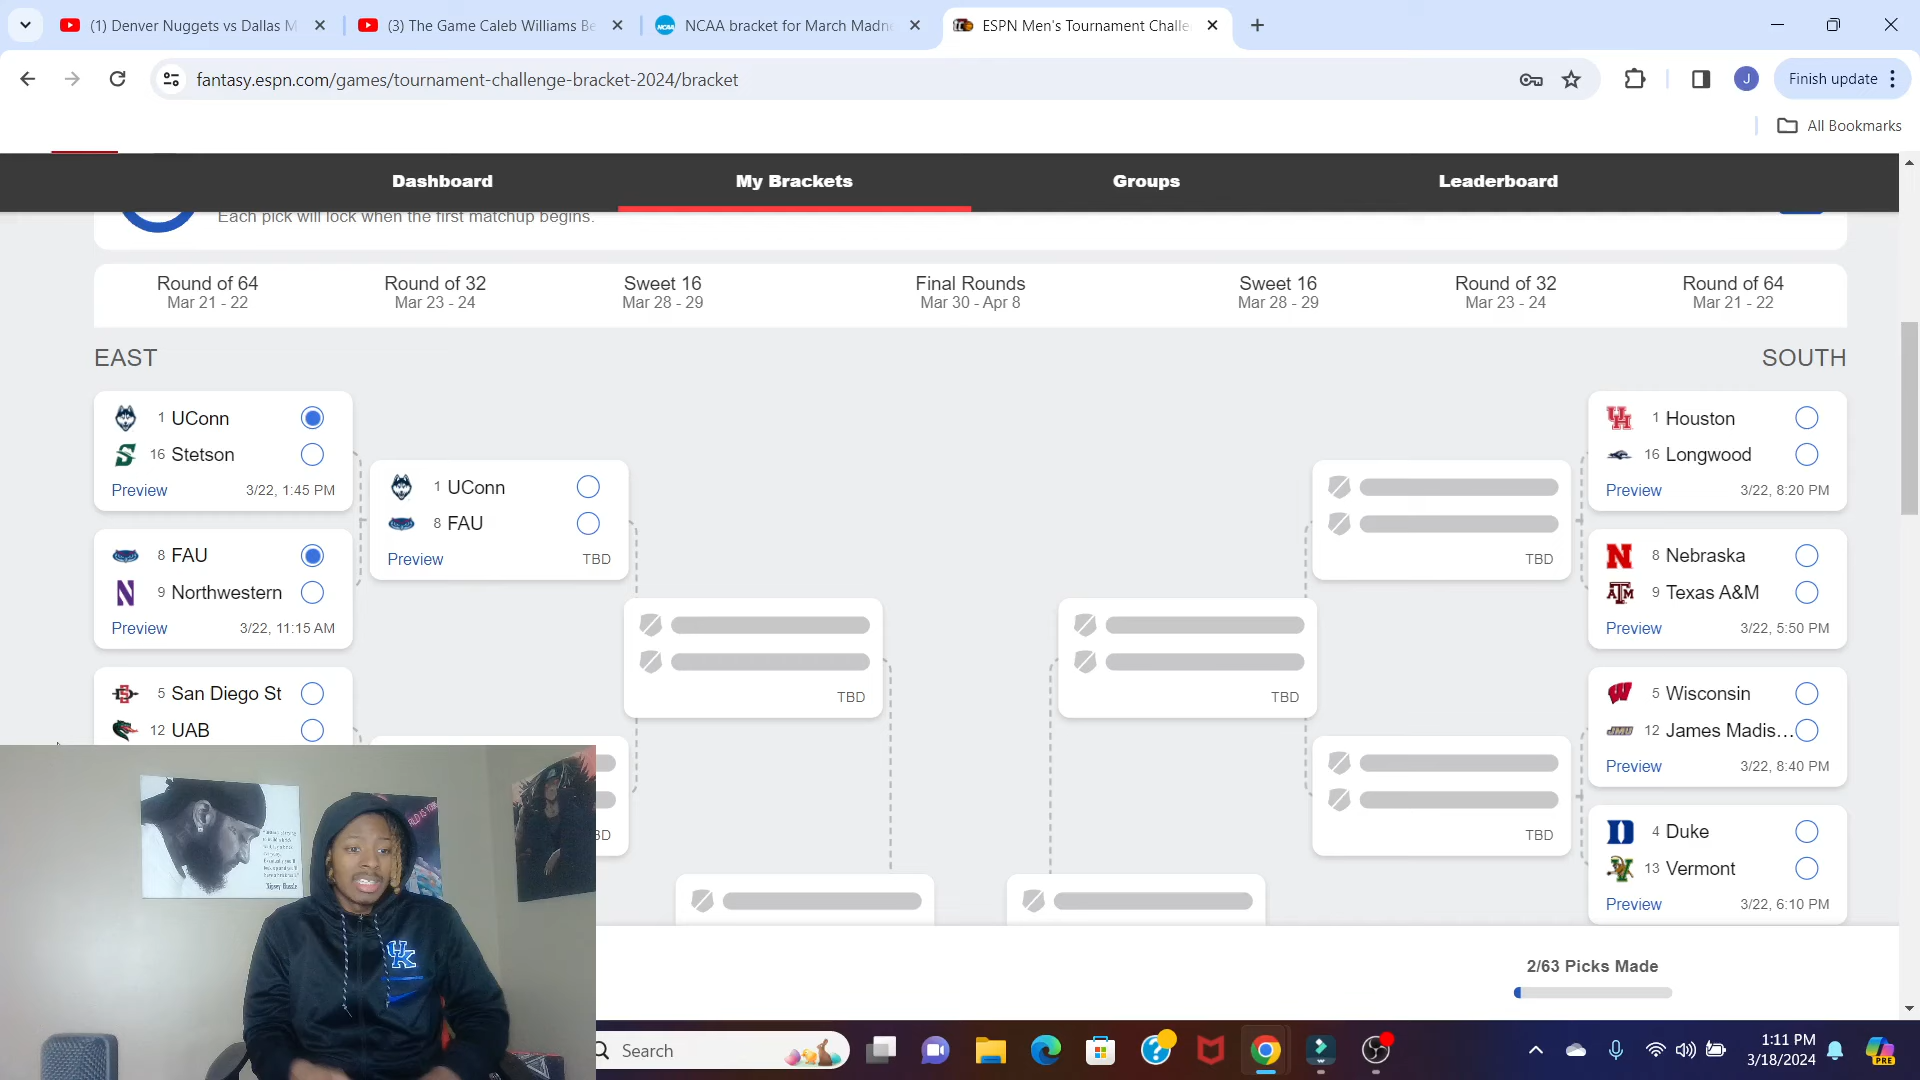 (1) Denver Nuggets vs Dallas M
(3) The Game Caleb Williams Be
NCAA bracket for March Madne
ESPN Men's Tournament Challe
fantasy.espn.com/games/tournament-challenge-bracket-2024/bracket
J
Finish update
All Bookmarks
Dashboard
My Brackets
Groups
Leaderboard
Each pick will lock when the first matchup begins.
Round of 64
Mar 21 - 22
Round of 32
Mar 23 - 24
Sweet 16
Mar 28 - 29
Final Rounds
Mar 30 - Apr 8
Sweet 16
Mar 28 - 29
Round of 32
Mar 23 - 24
Round of 64
Mar 21 - 22
EAST
SOUTH
1 UConn
16 Stetson
Preview 3/22, 1:45 PM
8 FAU
9 Northwestern
Preview 3/22, 11:15 AM
5 San Diego St
12 UAB
1 UConn
8 FAU
Preview TBD
TBD
BD
TBD
TBD
TBD
1 Houston
16 Longwood
Preview 3/22, 8:20 PM
8 Nebraska
9 Texas A&M
Preview 3/22, 5:50 PM
5 Wisconsin
12 James Madis...
Preview 3/22, 8:40 PM
4 Duke
13 Vermont
Preview 3/22, 6:10 PM
2/63 Picks Made
UK
Search
1:11 PM
3/18/2024
PRE